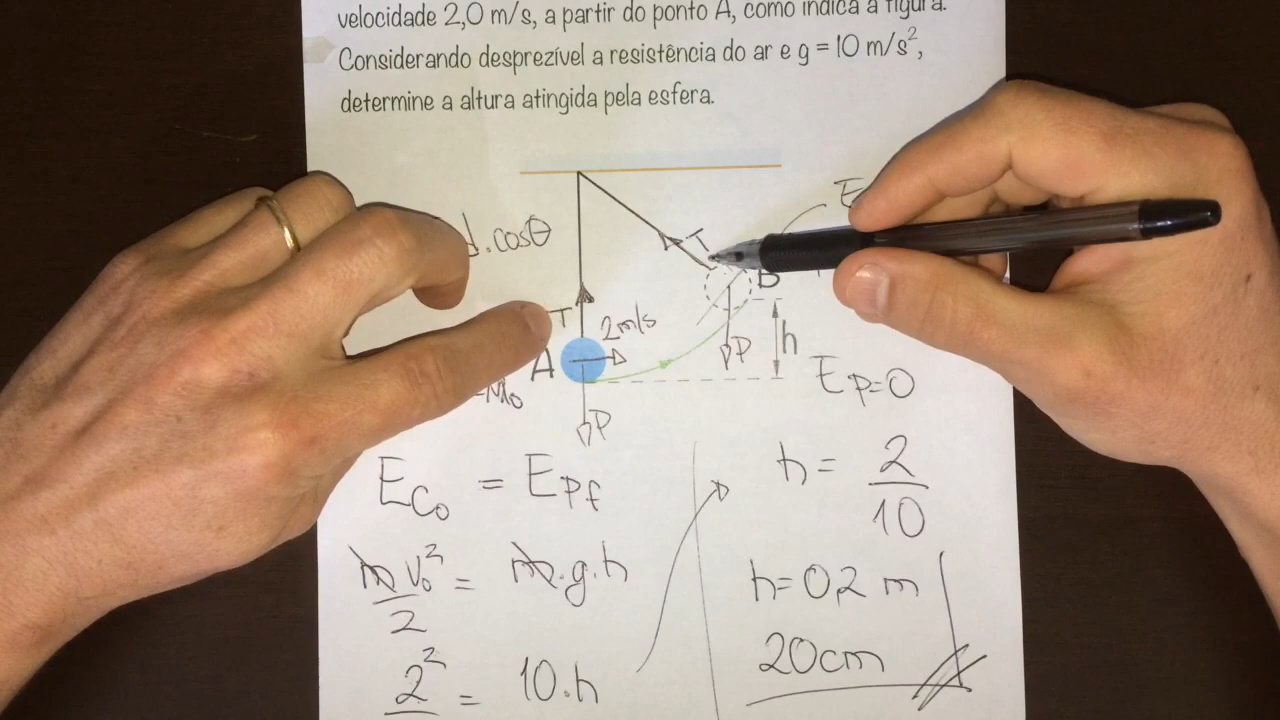 velocidade 2,0 m/s, a partir do ponto A, como indica a figura.
Considerando desprezível a resistência do ar e g = 10 m/s²,
determine a altura atingida pela esfera.
d.cosθ
T
T
B
2m/s
A
P
P
h
Ep=0
Ec₀ = Epf
m v₀²/2 = m.g.h
2² = 10.h
h = 2/10
h = 0,2 m
20cm